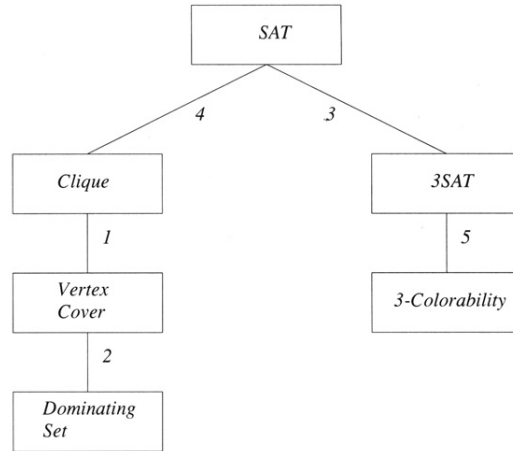 SAT
4
3
Clique
3SAT
1
5
Vertex
Cover
3-Colorability
2
Dominating
Set